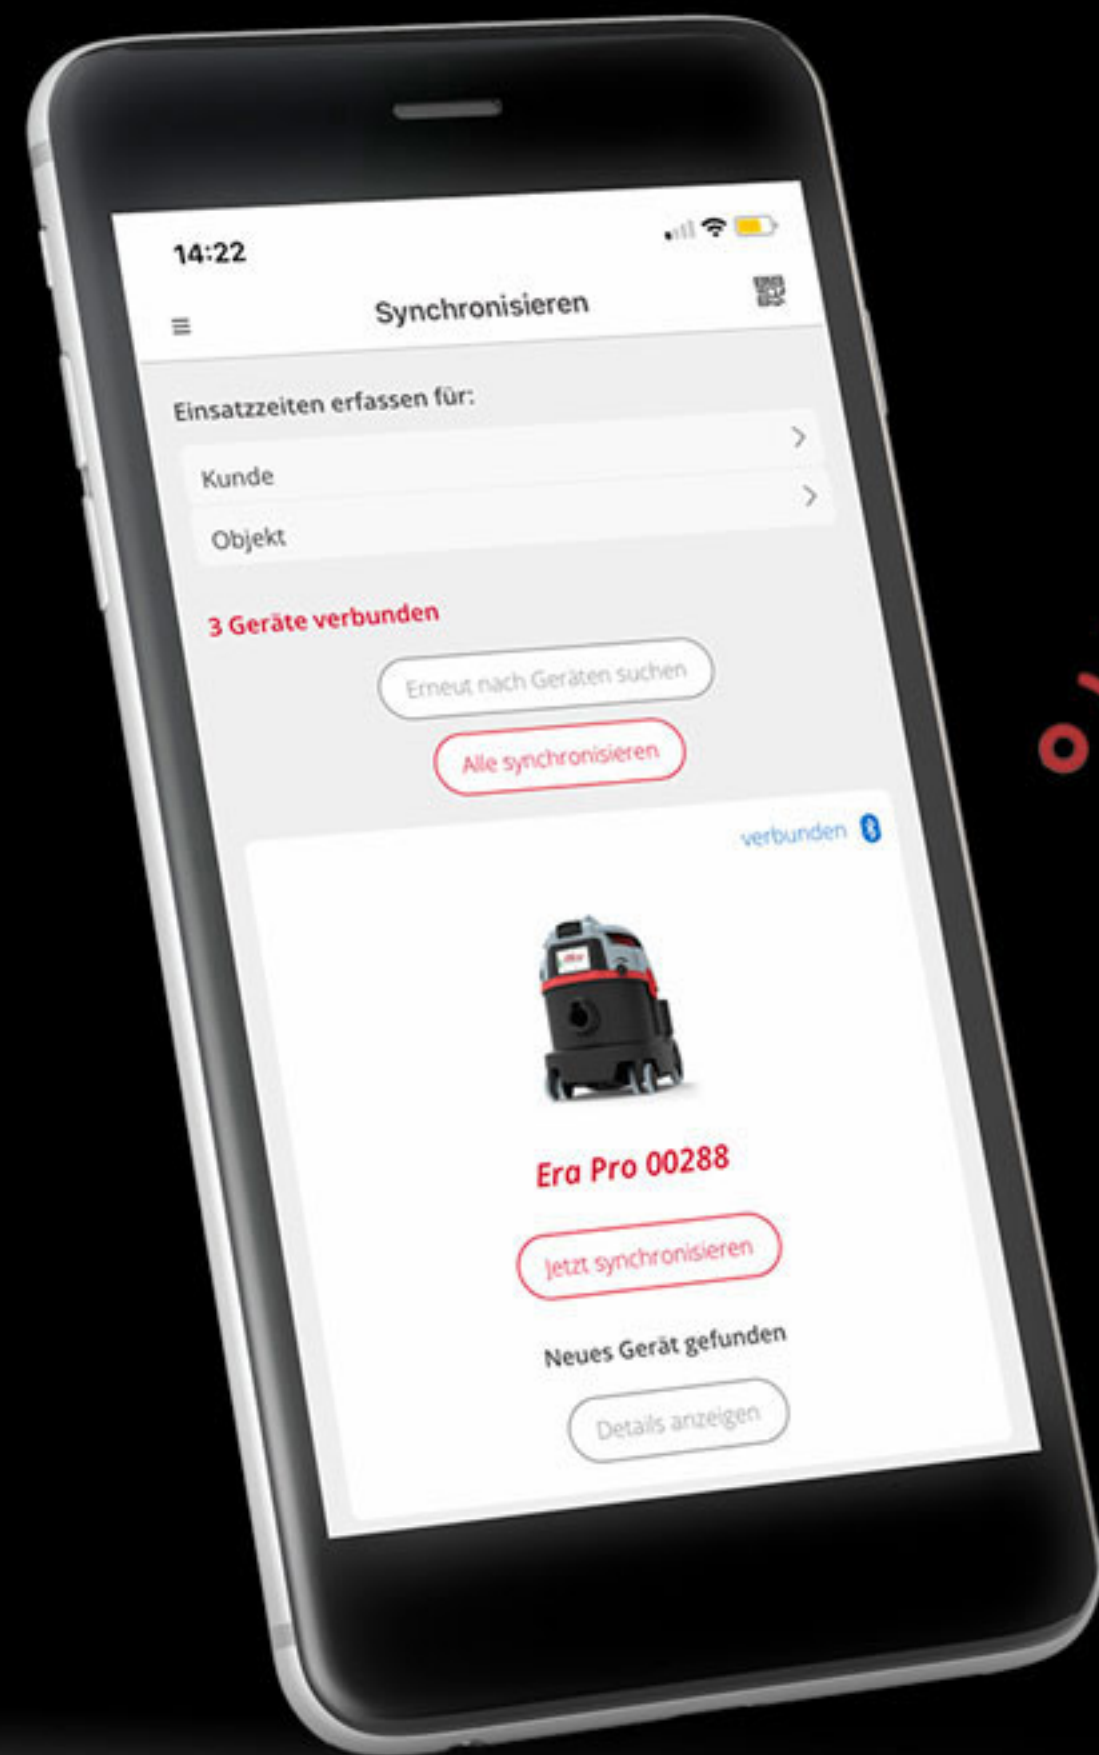 14:22
Synchronisieren
Einsatzzeiten erfassen für:
Kunde
Objekt
3 Geräte verbunden
Erneut nach Geräten suchen
Alle synchronisieren
verbunden
Era Pro 00288
Jetzt synchronisieren
Neues Gerät gefunden
Details anzeigen